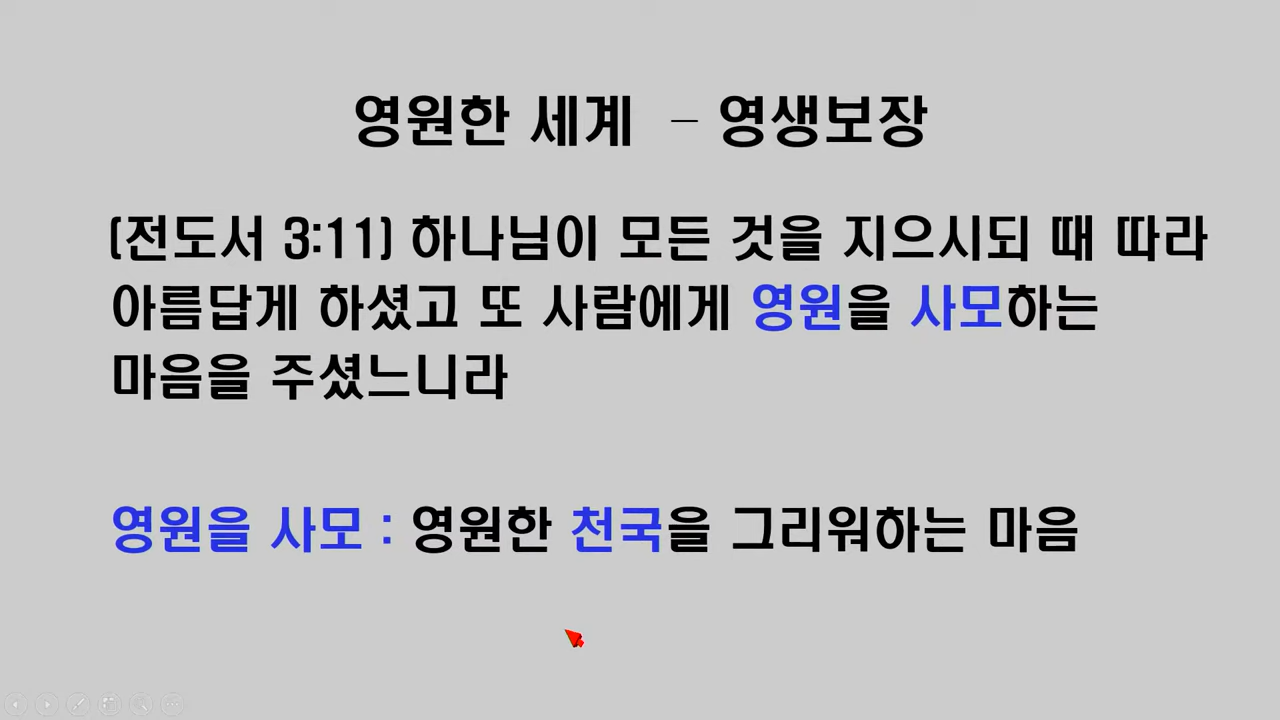 영원한 세계 – 영생보장
(전도서 3:11) 하나님이 모든 것을 지으시되 때 따라
아름답게 하셨고 또 사람에게 영원을 사모하는
마음을 주셨느니라
영원을 사모 : 영원한 천국을 그리워하는 마음